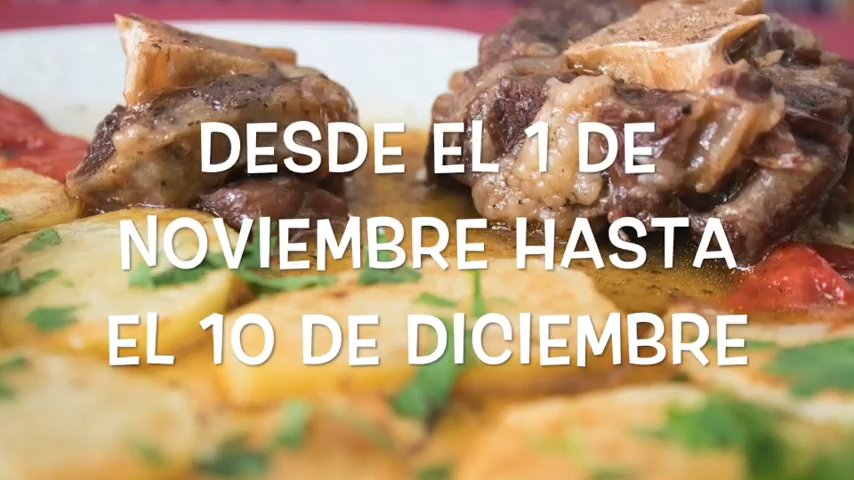 DESDE EL 1 DE
NOVIEMBRE HASTA
EL 10 DE DICIEMBRE